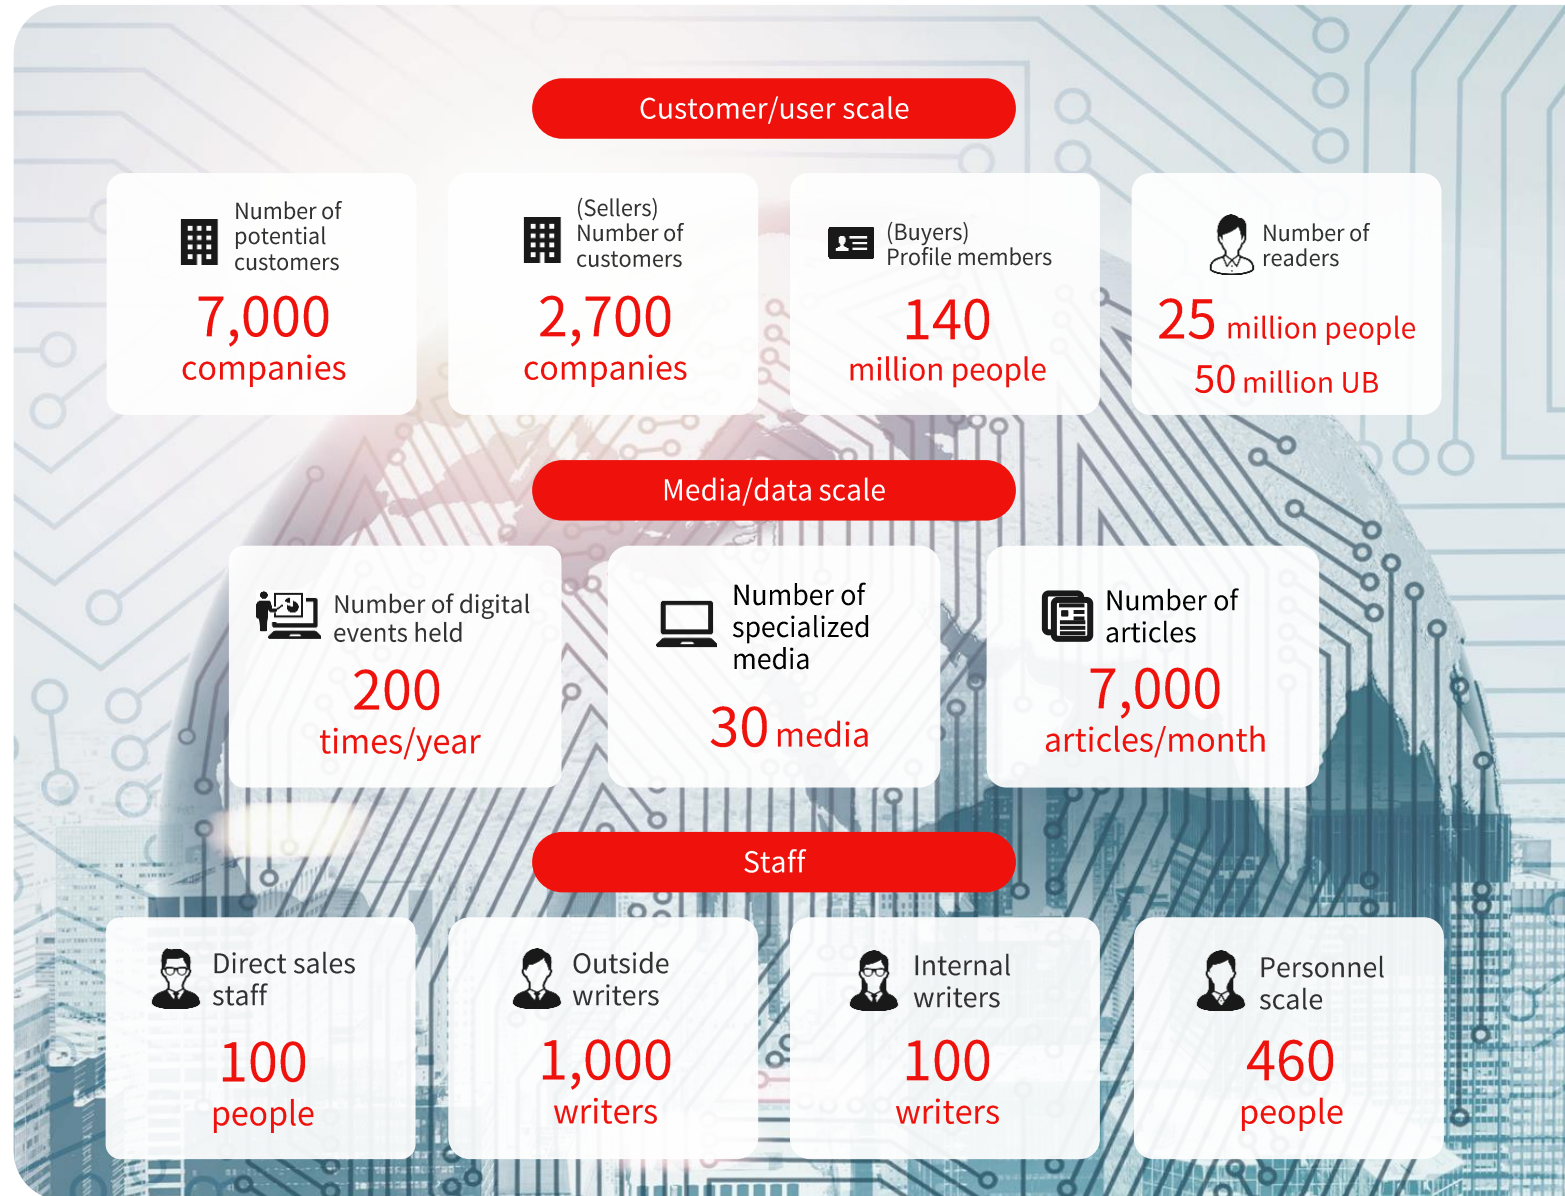 Customer/user scale
Number of
potential
customers
7,000
companies
(Sellers)
Number of
customers
2,700
companies
(Buyers)
Profile members
140
million people
Number of
readers
25 million people
50 million UB
Media/data scale
Number of digital
events held
200
times/year
Number of
specialized
media
30 media
Number of
articles
7,000
articles/month
Staff
Direct sales
staff
100
people
Outside
writers
1,000
writers
Internal
writers
100
writers
Personnel
scale
460
people